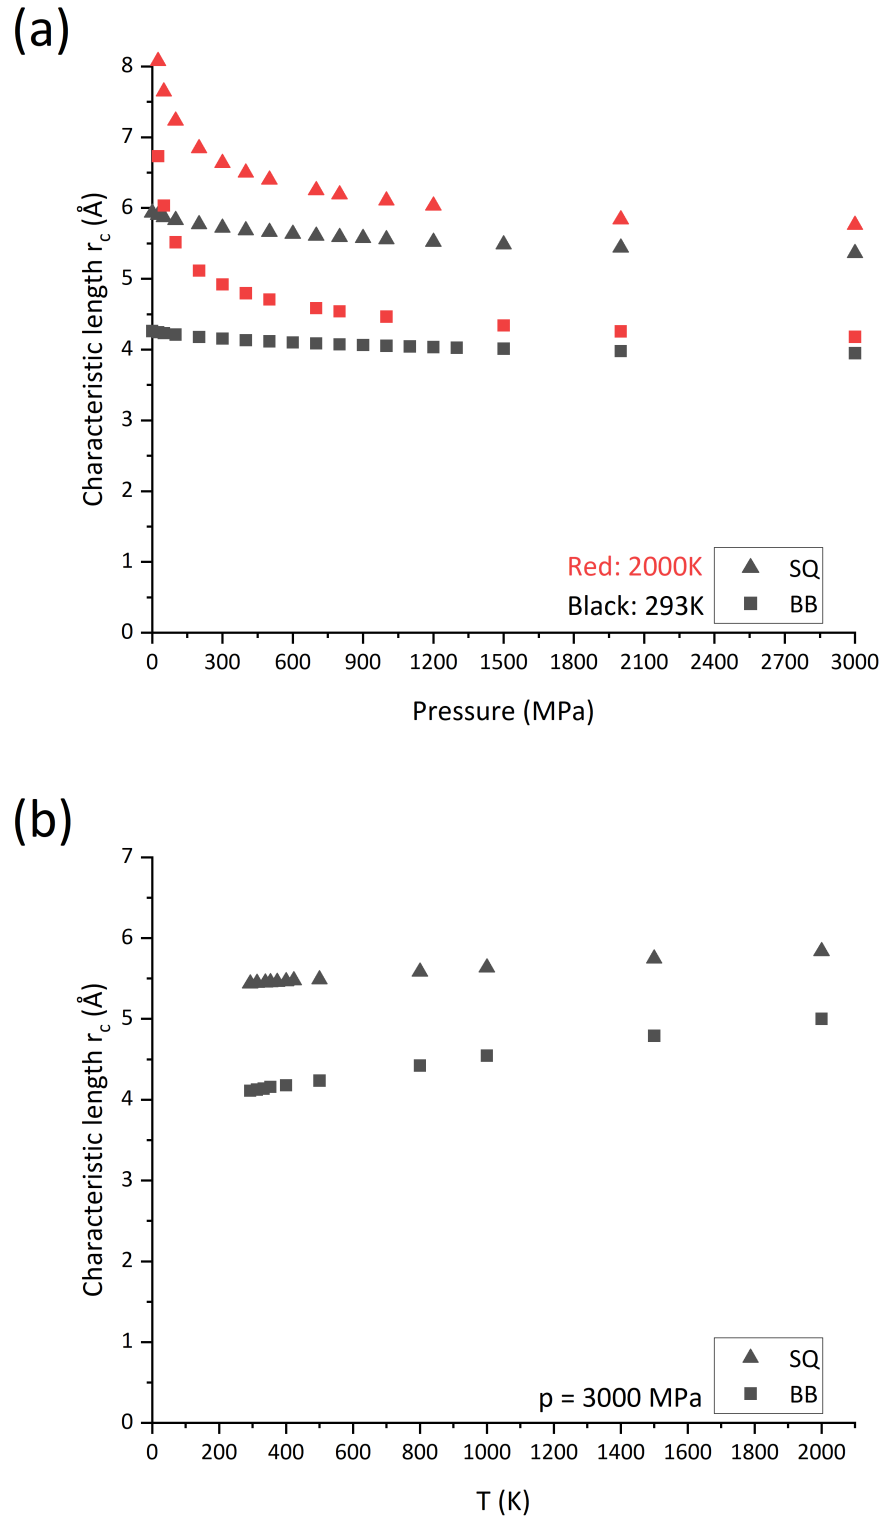 (a)
8
7
6
5
4
3
2
1
0
Characteristic length r_c (Å)
Red: 2000K
Black: 293K
SQ
BB
0 300 600 900 1200 1500 1800 2100 2400 2700 3000
Pressure (MPa)
(b)
7
6
5
4
3
2
1
0
Characteristic length r_c (Å)
SQ
BB
p = 3000 MPa
0 200 400 600 800 1000 1200 1400 1600 1800 2000
T (K)